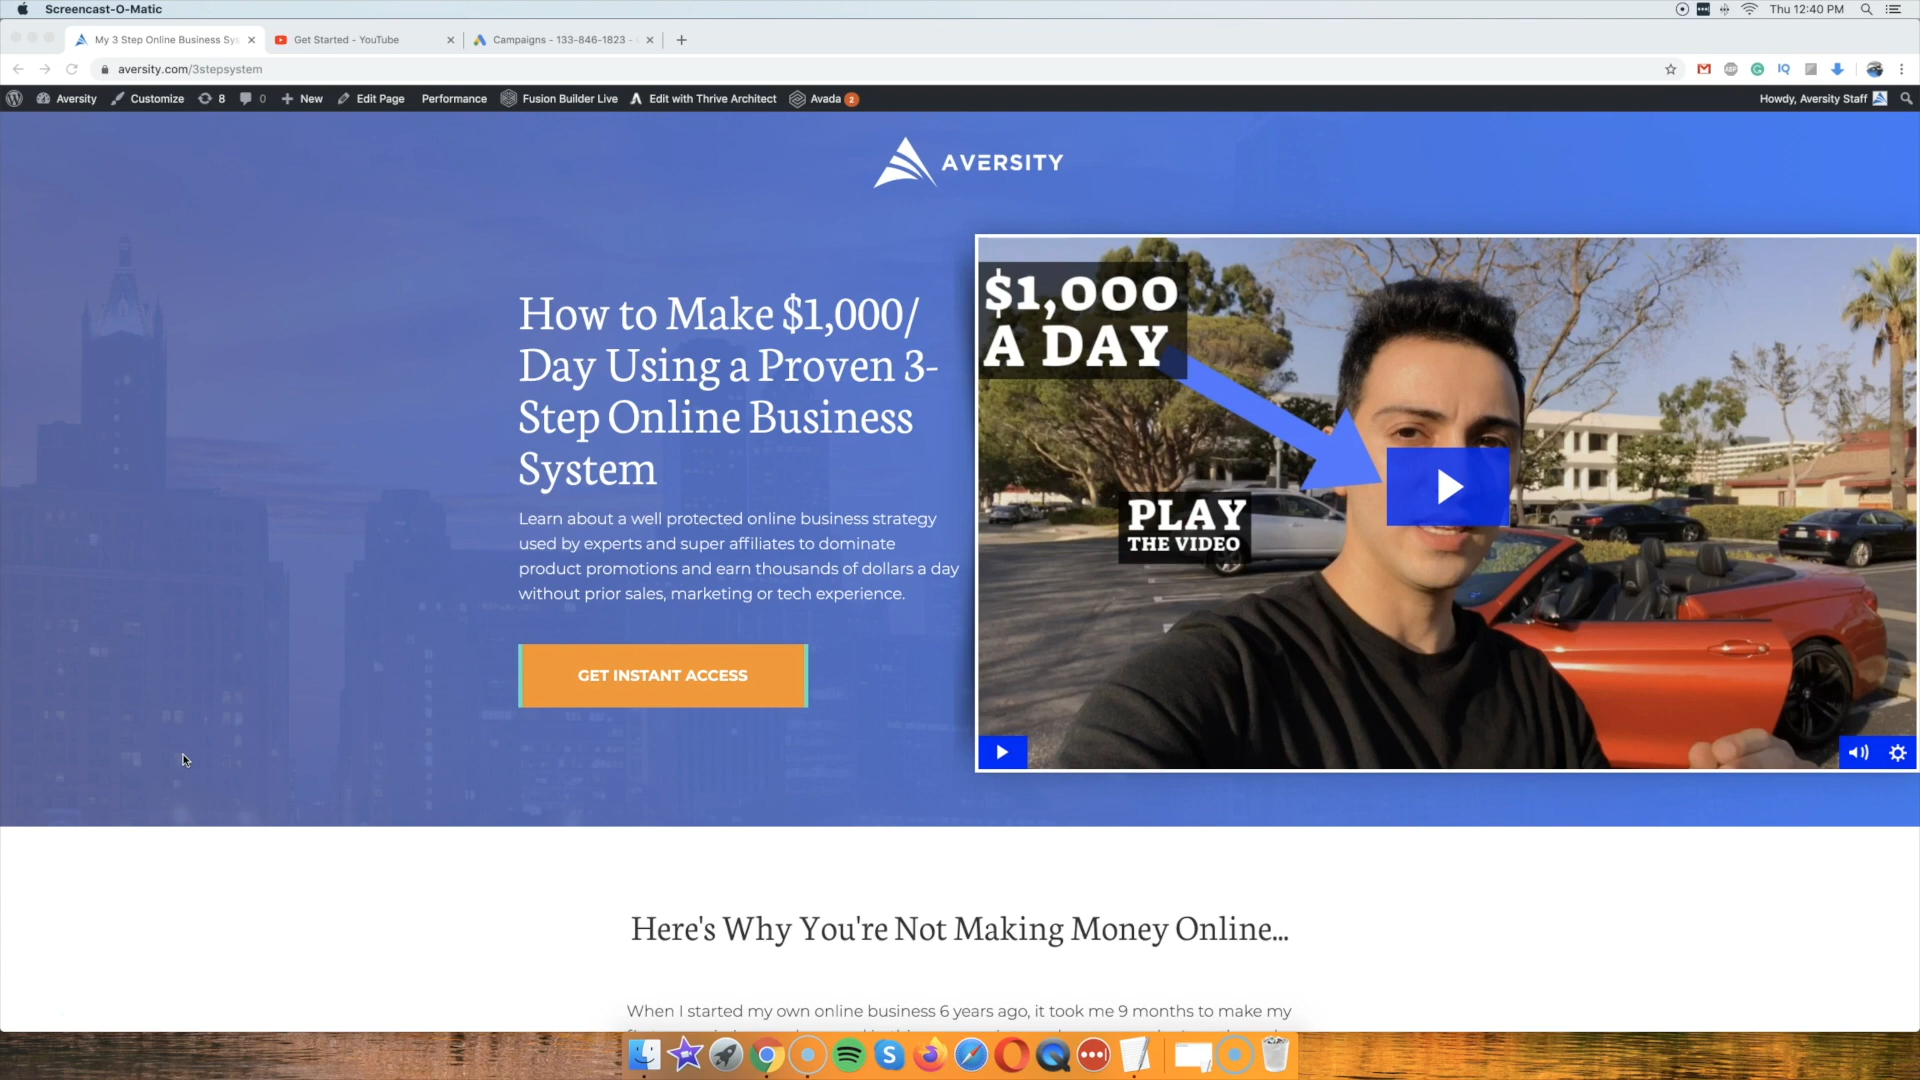 Screencast-O-Matic
Thu 12:40 PM
My 3 Step Online Business Sys
Get Started - YouTube
Campaigns - 133-846-1823 -
aversity.com/3stepsystem
Aversity
Customize
8
0
New
Edit Page
Performance
Fusion Builder Live
Edit with Thrive Architect
Avada 2
Howdy, Aversity Staff
AVERSITY
How to Make $1,000/
Day Using a Proven 3-
Step Online Business
System
Learn about a well protected online business strategy
used by experts and super affiliates to dominate
product promotions and earn thousands of dollars a day
without prior sales, marketing or tech experience.
GET INSTANT ACCESS
$1,000
A DAY
PLAY
THE VIDEO
Here's Why You're Not Making Money Online...
When I started my own online business 6 years ago, it took me 9 months to make my